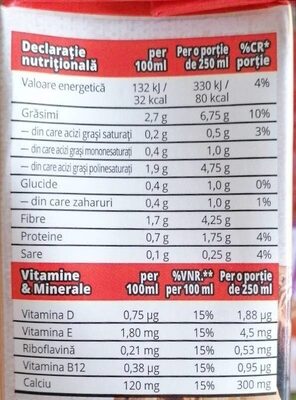 Declarație nutrițională per 100ml Per o porție de 250 ml %CR* porție
Valoare energetică 132 kJ / 32 kcal 330 kJ / 80 kcal 4%
Grăsimi 2,7 g 6,75 g 10%
– din care acizi grași saturați 0,2 g 0,5 g 3%
– din care acizi grași mononesaturați 0,4 g 1,0 g
– din care acizi grași polinesaturați 1,9 g 4,75 g
Glucide 0,4 g 1,0 g 0%
– din care zaharuri 0,4 g 1,0 g 1%
Fibre 1,7 g 4,25 g
Proteine 0,7 g 1,75 g 4%
Sare 0,1 g 0,25 g 4%
Vitamine & Minerale per 100ml %VNR.** per 100 ml Per o porție de 250 ml
Vitamina D 0,75 µg 15% 1,88 µg
Vitamina E 1,80 mg 15% 4,5 mg
Riboflavină 0,21 mg 15% 0,53 mg
Vitamina B12 0,38 µg 15% 0,95 µg
Calciu 120 mg 15% 300 mg